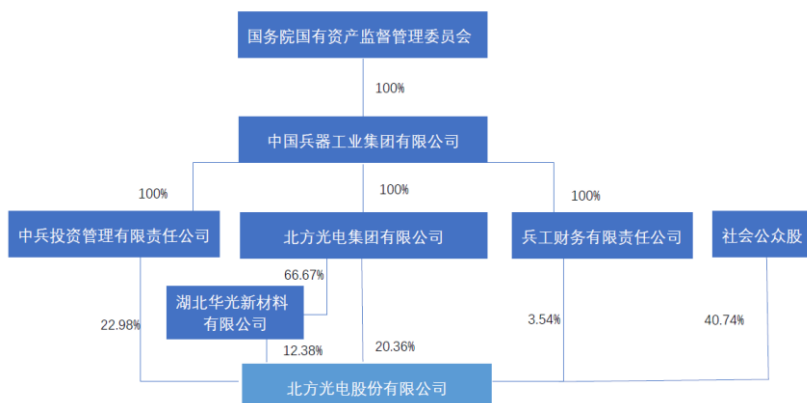 国务院国有资产监督管理委员会
100%
中国兵器工业集团有限公司
100%
100%
100%
中兵投资管理有限责任公司
北方光电集团有限公司
兵工财务有限责任公司
社会公众股
66.67%
湖北华光新材料
有限公司
22.98%
3.54%
40.74%
12.38%
20.36%
北方光电股份有限公司